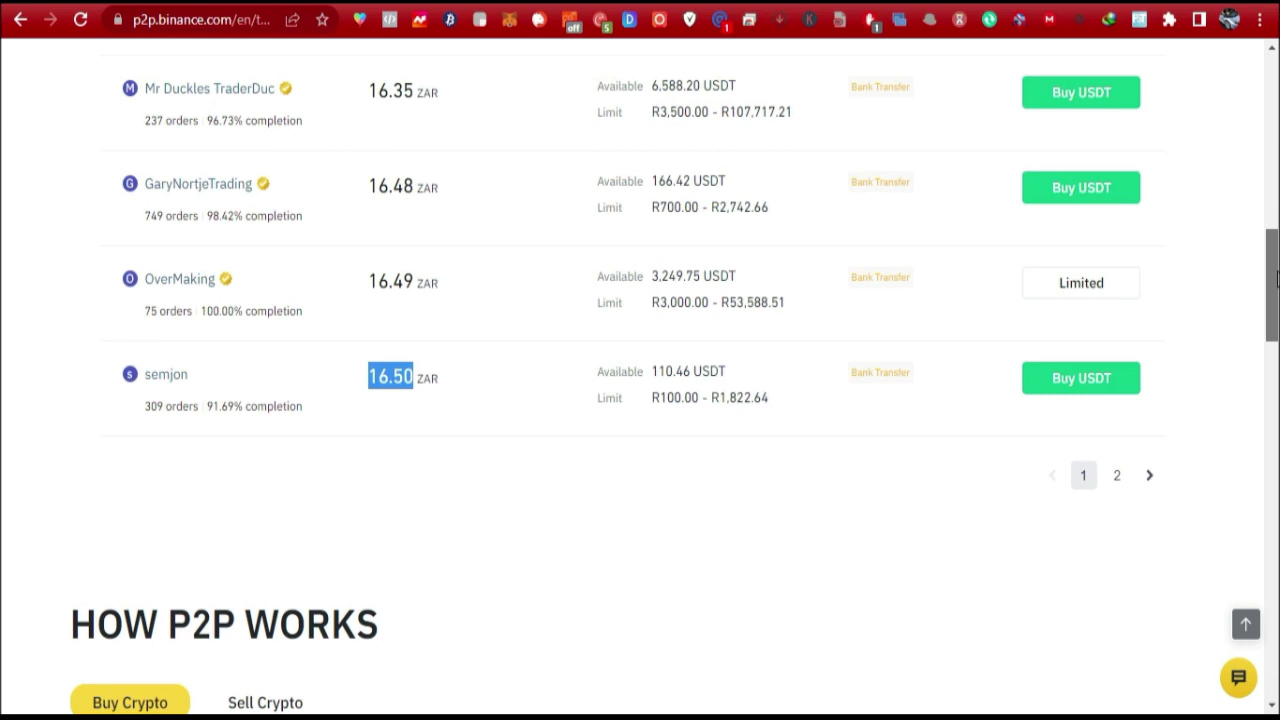 p2p.binance.com/en/t...
off
5
1
1
M Mr Duckles TraderDuc
16.35 ZAR
Available 6,588.20 USDT
Bank Transfer
Buy USDT
237 orders 96.73% completion
Limit R3,500.00 - R107,717.21
G GaryNortjeTrading
16.48 ZAR
Available 166.42 USDT
Bank Transfer
Buy USDT
749 orders 98.42% completion
Limit R700.00 - R2,742.66
O OverMaking
16.49 ZAR
Available 3,249.75 USDT
Bank Transfer
Limited
75 orders 100.00% completion
Limit R3,000.00 - R53,588.51
s semjon
16.50 ZAR
Available 110.46 USDT
Bank Transfer
Buy USDT
309 orders 91.69% completion
Limit R100.00 - R1,822.64
1 2
HOW P2P WORKS
Buy Crypto Sell Crypto